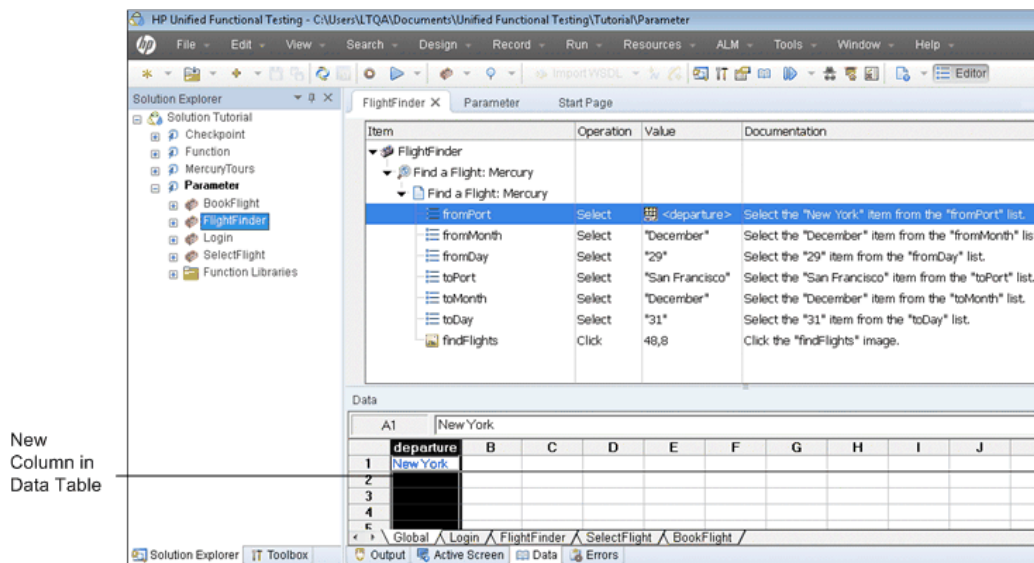 HP Unified Functional Testing - C:\Users\LTQA\Documents\Unified Functional Testing\Tutorial\Parameter
hp File Edit View Search Design Record Run Resources ALM Tools Window Help
Import WSDL Editor
Solution Explorer
Solution Tutorial
Checkpoint
Function
MercuryTours
Parameter
BookFlight
FlightFinder
Login
SelectFlight
Function Libraries
FlightFinder X Parameter Start Page
Item Operation Value Documentation
FlightFinder
Find a Flight: Mercury
Find a Flight: Mercury
fromPort Select <departure> Select the "New York" item from the "fromPort" list.
fromMonth Select "December" Select the "December" item from the "fromMonth" lis
fromDay Select "29" Select the "29" item from the "fromDay" list.
toPort Select "San Francisco" Select the "San Francisco" item from the "toPort" list.
toMonth Select "December" Select the "December" item from the "toMonth" list.
toDay Select "31" Select the "31" item from the "toDay" list.
findFlights Click 48,8 Click the "findFlights" image.
Data
A1 New York
departure B C D E F G H I J
1 New York
2
3
4
5
Global Login FlightFinder SelectFlight BookFlight
Solution Explorer Toolbox Output Active Screen Data Errors
New
Column in
Data Table